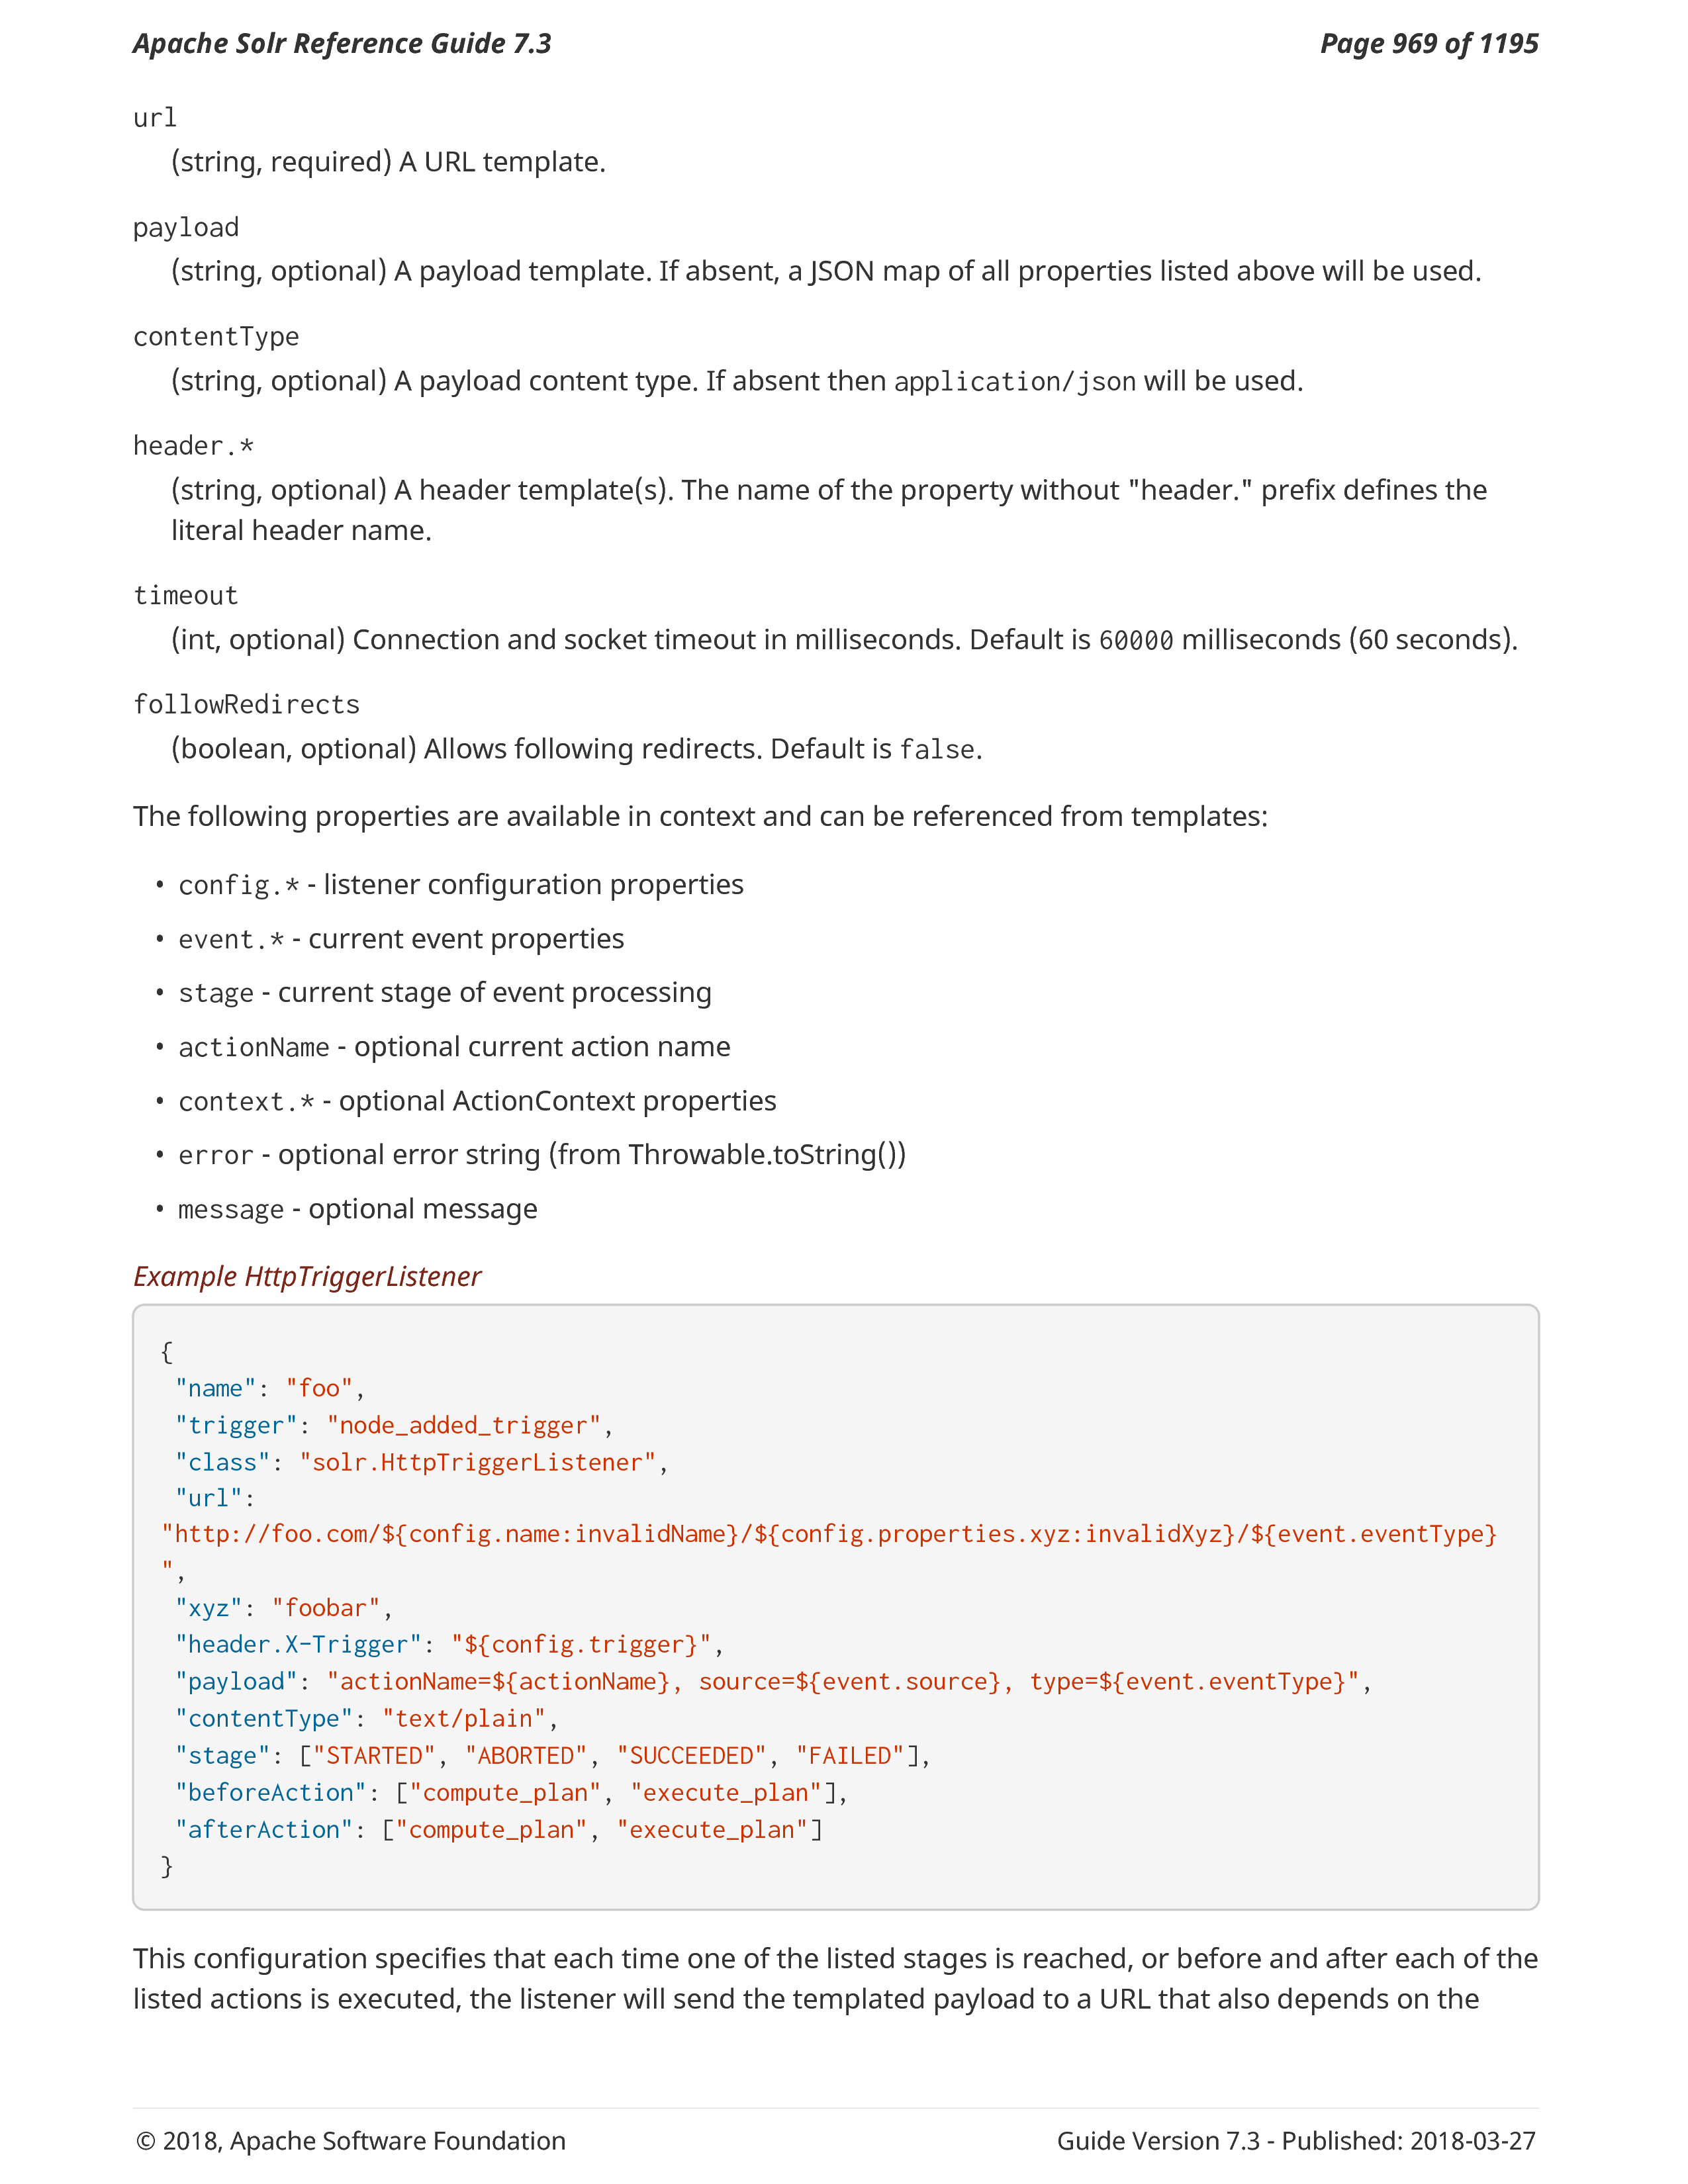 Apache Solr Reference Guide 7.3 Page 969 of 1195
url
(string, required) A URL template.
payload
(string, optional) A payload template. If absent, a JSON map of all properties listed above will be used.
contentType
(string, optional) A payload content type. If absent then application/json will be used.
header.*
(string, optional) A header template(s). The name of the property without "header." prefix defines the
literal header name.
timeout
(int, optional) Connection and socket timeout in milliseconds. Default is 60000 milliseconds (60 seconds).
followRedirects
(boolean, optional) Allows following redirects. Default is false.
The following properties are available in context and can be referenced from templates:
• config.* - listener configuration properties
• event.* - current event properties
• stage - current stage of event processing
• actionName - optional current action name
• context.* - optional ActionContext properties
• error - optional error string (from Throwable.toString())
• message - optional message
Example HttpTriggerListener
{
"name": "foo",
"trigger": "node_added_trigger",
"class": "solr.HttpTriggerListener",
"url":
"http://foo.com/${config.name:invalidName}/${config.properties.xyz:invalidXyz}/${event.eventType}
",
"xyz": "foobar",
"header.X-Trigger": "${config.trigger}",
"payload": "actionName=${actionName}, source=${event.source}, type=${event.eventType}",
"contentType": "text/plain",
"stage": ["STARTED", "ABORTED", "SUCCEEDED", "FAILED"],
"beforeAction": ["compute_plan", "execute_plan"],
"afterAction": ["compute_plan", "execute_plan"]
}
This configuration specifies that each time one of the listed stages is reached, or before and after each of the
listed actions is executed, the listener will send the templated payload to a URL that also depends on the
© 2018, Apache Software Foundation Guide Version 7.3 - Published: 2018-03-27